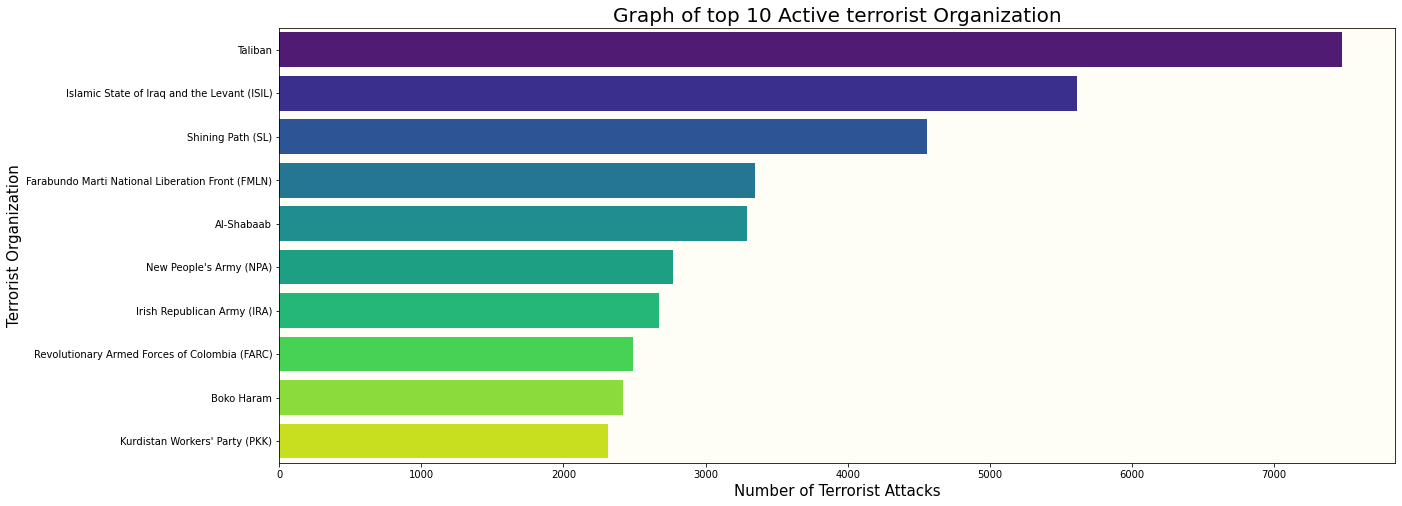 Graph of top 10 Active terrorist Organization
Terrorist Organization
Taliban
Islamic State of Iraq and the Levant (ISIL)
Shining Path (SL)
Farabundo Marti National Liberation Front (FMLN)
Al-Shabaab
New People's Army (NPA)
Irish Republican Army (IRA)
Revolutionary Armed Forces of Colombia (FARC)
Boko Haram
Kurdistan Workers' Party (PKK)
0 1000 2000 3000 4000 5000 6000 7000
Number of Terrorist Attacks